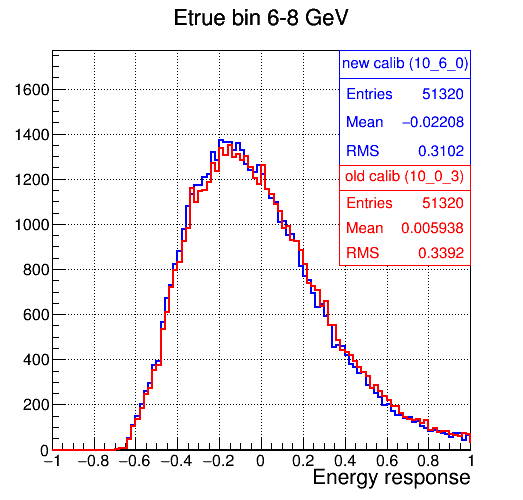 Etrue bin 6-8 GeV
new calib (10_6_0)
Entries 51320
Mean −0.02208
RMS 0.3102
old calib (10_0_3)
Entries 51320
Mean 0.005938
RMS 0.3392
1600
1400
1200
1000
800
600
400
200
0
−1 −0.8 −0.6 −0.4 −0.2 0 0.2 0.4 0.6 0.8 1
Energy response